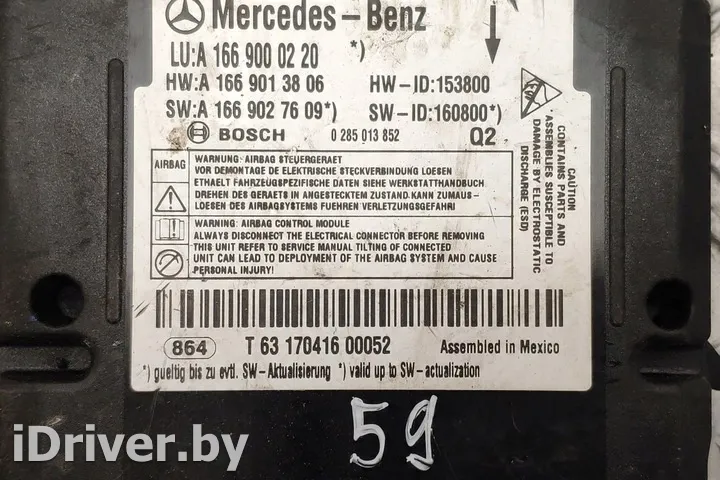 Mercedes-Benz
LU:A 166 900 02 20 *)
HW:A 166 901 38 06 HW-ID:153800
SW:A 166 902 76 09*) SW-ID:160800*)
BOSCH 0 285 013 852 Q2
AIRBAG
WARNUNG: AIRBAG STEUERGERAET
VOR DEMONTAGE DE ELEKTRISCHE STECKVERBINDUNG LOESEN
ETHAELT FAHRZEUGSPEZIFISCHE DATEN SIEHE WERKSTATTHANDBUCH
DREHEN DES GERAETS IN ANGESTECKTEM ZUSTAND.KANN ZUMAUS-
LOESEN DES AIRBAGSYSTEMS FUEHREN VERLETZUNGSGEFAHR!
WARNING: AIRBAG CONTROL MODULE
ALWAYS DISCONNECT THE ELECTRICAL CONNECTOR BEFORE REMOVING
THIS UNIT REFER TO SERVICE MANUAL TILTING OF CONNECTED
UNIT CAN LEAD TO DEPLOYMENT OF THE AIRBAG SYSTEM AND CAUSE
PERSONAL INJURY!
CAUTION
CONTAINS PARTS AND
ASSEMBLIES SUSCEPTIBLE TO
DAMAGE BY ELECTROSTATIC
DISCHARGE (ESD)
864 T 63 170416 00052 Assembled in Mexico
*) gueltig bis zu evtl. SW-Aktualisierung *) valid up to SW-actualization
59
iDriver.by